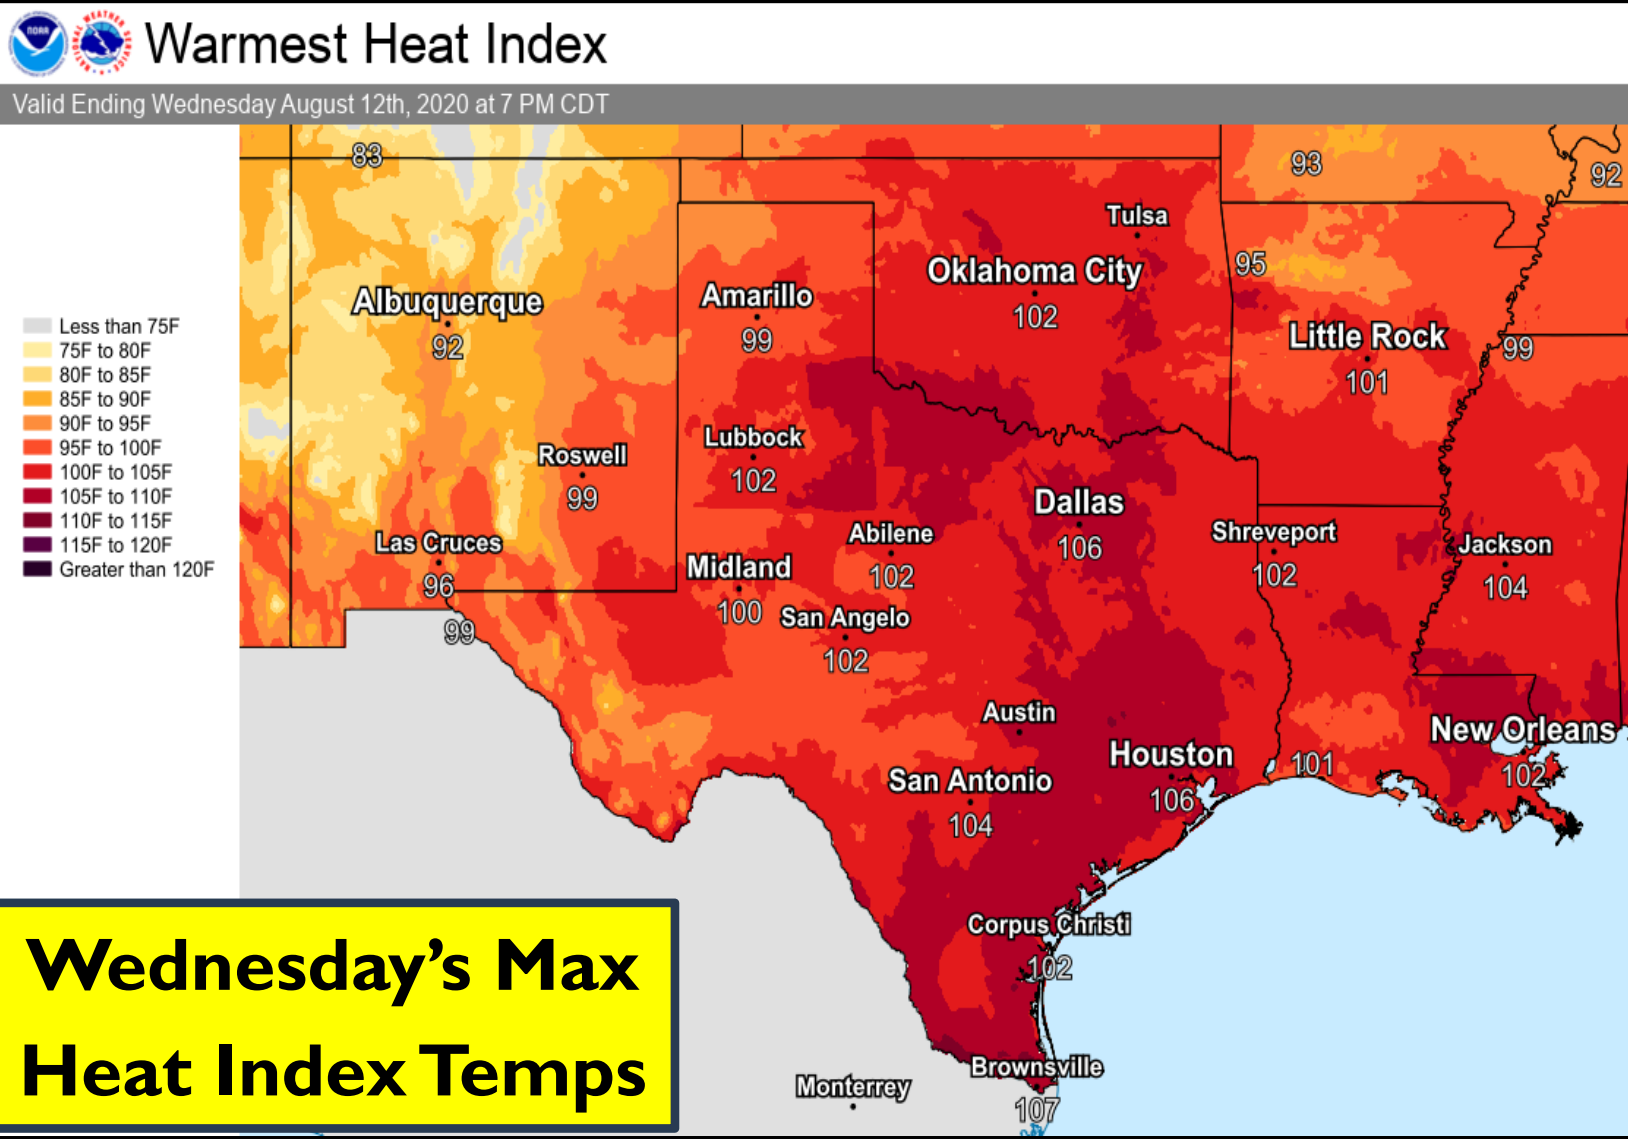 NOAA
Warmest Heat Index
Valid Ending Wednesday August 12th, 2020 at 7 PM CDT
83
93
92
Tulsa
Oklahoma City
102
95
Albuquerque
92
Amarillo
99
Little Rock
101
99
Less than 75F
75F to 80F
80F to 85F
85F to 90F
90F to 95F
95F to 100F
100F to 105F
105F to 110F
110F to 115F
115F to 120F
Greater than 120F
Roswell
99
Lubbock
102
Dallas
106
Las Cruces
96
99
Midland
100
Abilene
102
San Angelo
102
Shreveport
102
Jackson
104
Austin
Houston
106
San Antonio
104
101
New Orleans
102
Corpus Christi
102
Brownsville
107
Monterrey
Wednesday’s Max
Heat Index Temps